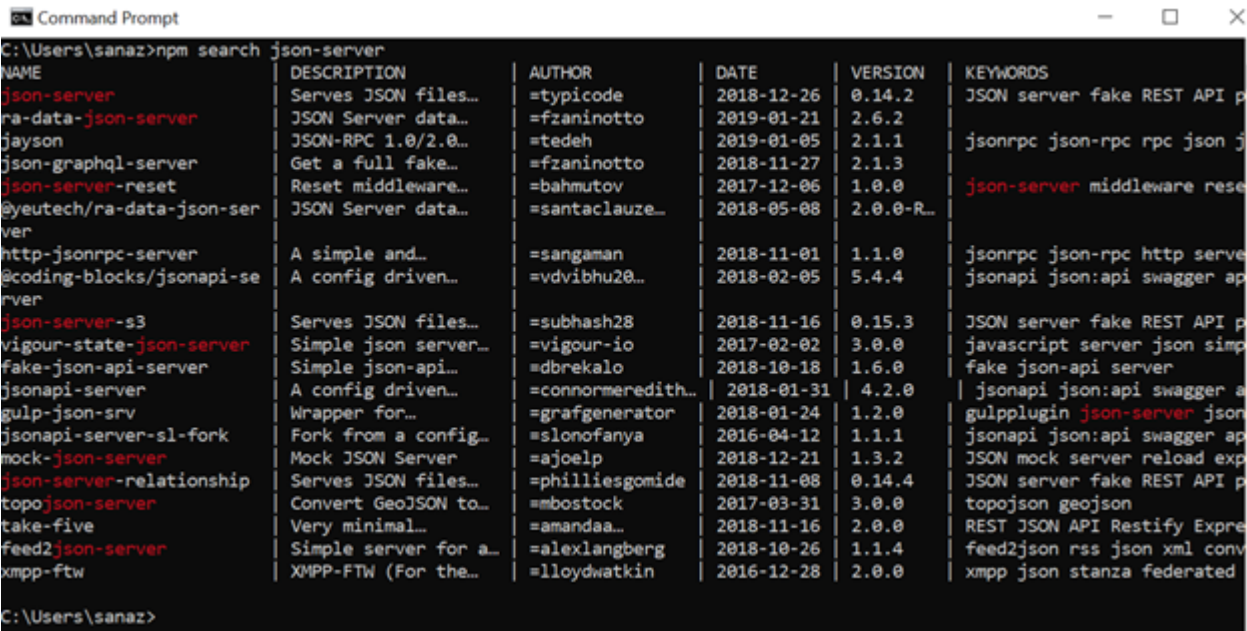 Command Prompt
C:\Users\sanaz>npm search json-server
NAME | DESCRIPTION | AUTHOR | DATE | VERSION | KEYWORDS
json-server | Serves JSON files… | =typicode | 2018-12-26 | 0.14.2 | JSON server fake REST API p
ra-data-json-server | JSON Server data… | =fzaninotto | 2019-01-21 | 2.6.2 |
jayson | JSON-RPC 1.0/2.0… | =tedeh | 2019-01-05 | 2.1.1 | jsonrpc json-rpc rpc json j
json-graphql-server | Get a full fake… | =fzaninotto | 2018-11-27 | 2.1.3 |
json-server-reset | Reset middleware… | =bahmutov | 2017-12-06 | 1.0.0 | json-server middleware rese
@yeutech/ra-data-json-ser | JSON Server data… | =santaclauze… | 2018-05-08 | 2.0.0-R… |
ver | | | | |
http-jsonrpc-server | A simple and… | =sangaman | 2018-11-01 | 1.1.0 | jsonrpc json-rpc http serve
@coding-blocks/jsonapi-se | A config driven… | =vdvibhu20… | 2018-02-05 | 5.4.4 | jsonapi json:api swagger ap
rver | | | | |
json-server-s3 | Serves JSON files… | =subhash28 | 2018-11-16 | 0.15.3 | JSON server fake REST API p
vigour-state-json-server | Simple json server… | =vigour-io | 2017-02-02 | 3.0.0 | javascript server json simp
fake-json-api-server | Simple json-api… | =dbrekalo | 2018-10-18 | 1.6.0 | fake json-api server
jsonapi-server | A config driven… | =connormeredith… | 2018-01-31 | 4.2.0 | jsonapi json:api swagger a
gulp-json-srv | Wrapper for… | =grafgenerator | 2018-01-24 | 1.2.0 | gulpplugin json-server json
jsonapi-server-sl-fork | Fork from a config… | =slonofanya | 2016-04-12 | 1.1.1 | jsonapi json:api swagger ap
mock-json-server | Mock JSON Server | =ajoelp | 2018-12-21 | 1.3.2 | JSON mock server reload exp
json-server-relationship | Serves JSON files… | =philliesgomide | 2018-11-08 | 0.14.4 | JSON server fake REST API p
topojson-server | Convert GeoJSON to… | =mbostock | 2017-03-31 | 3.0.0 | topojson geojson
take-five | Very minimal… | =amandaa… | 2018-11-16 | 2.0.0 | REST JSON API Restify Expre
feed2json-server | Simple server for a… | =alexlangberg | 2018-10-26 | 1.1.4 | feed2json rss json xml conv
xmpp-ftw | XMPP-FTW (For the… | =lloydwatkin | 2016-12-28 | 2.0.0 | xmpp json stanza federated
C:\Users\sanaz>